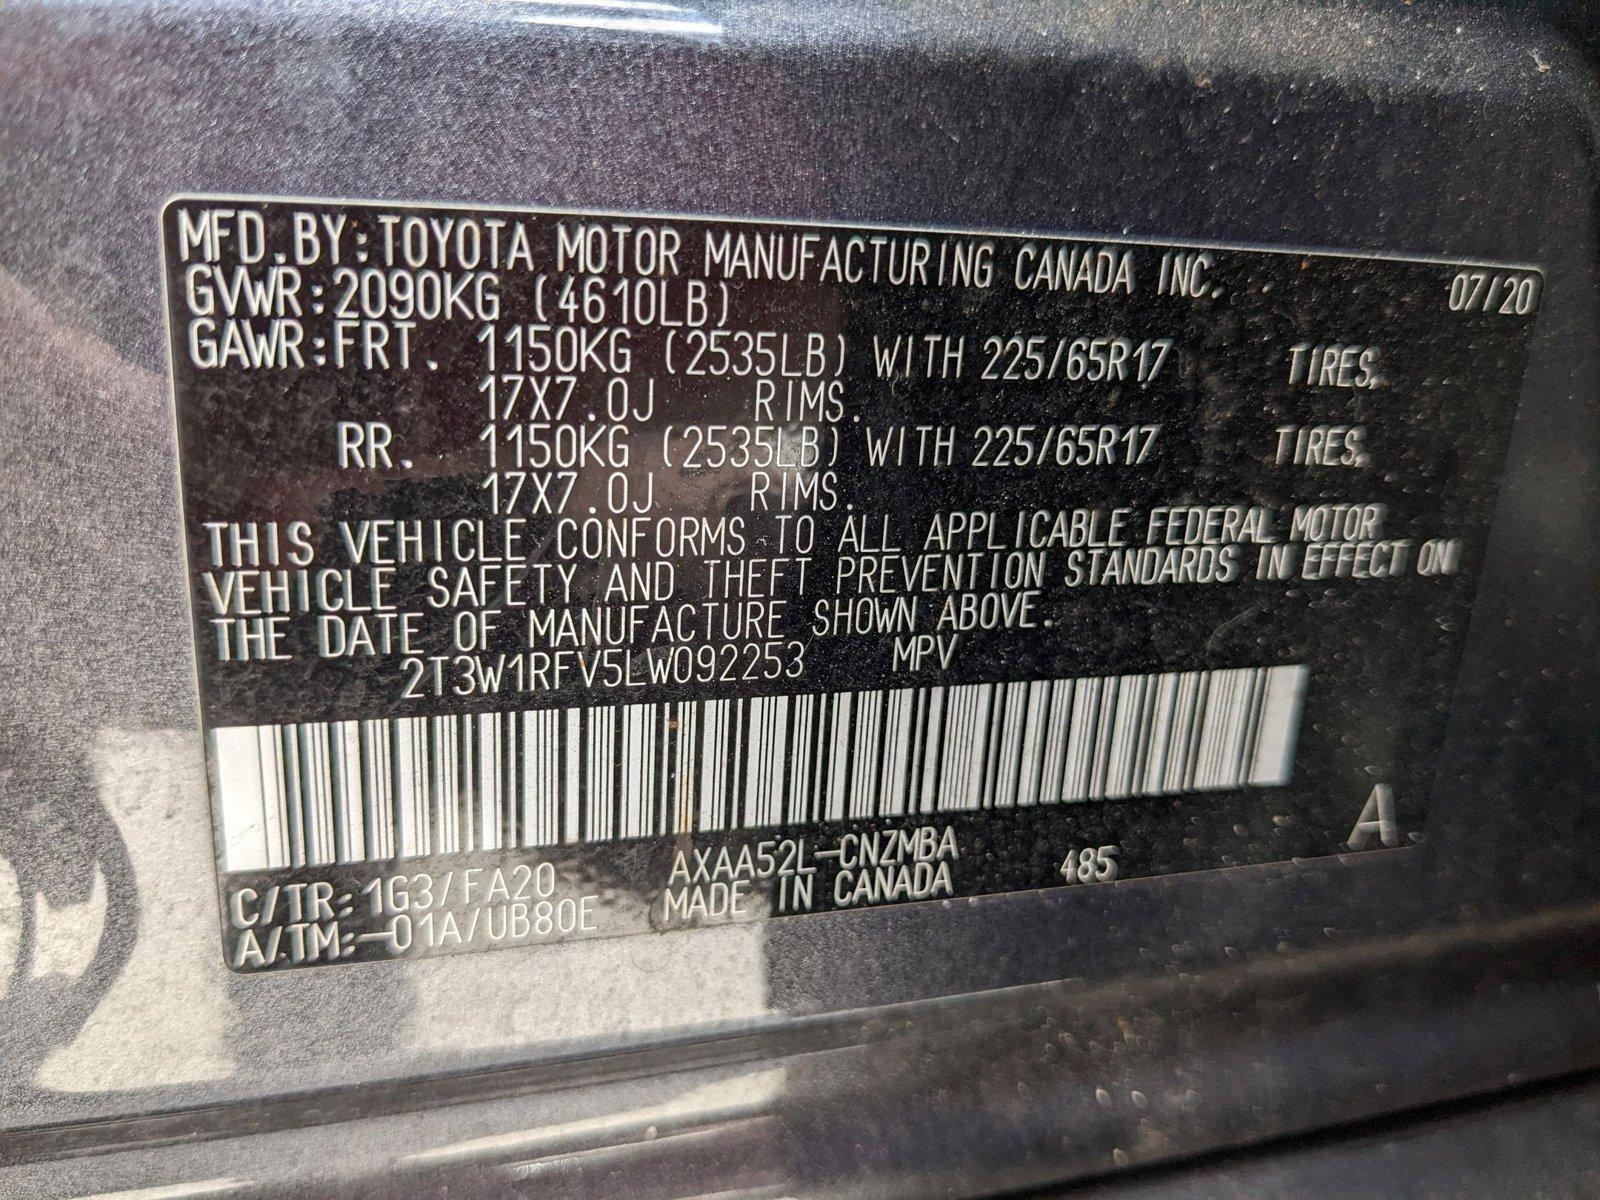 MFD.BY:TOYOTA MOTOR MANUFACTURING CANADA INC. 07/20
GVWR:2090KG (4610LB)
GAWR:FRT. 1150KG (2535LB) WITH 225/65R17 TIRES,
17X7.0J RIMS.
RR. 1150KG (2535LB) WITH 225/65R17 TIRES,
17X7.0J RIMS.
THIS VEHICLE CONFORMS TO ALL APPLICABLE FEDERAL MOTOR
VEHICLE SAFETY AND THEFT PREVENTION STANDARDS IN EFFECT ON
THE DATE OF MANUFACTURE SHOWN ABOVE.
2T3W1RFV5LW092253 MPV
A
C/TR:1G3/FA20 AXAA52L-CNZMBA 485
A/TM:-01A/UB80E MADE IN CANADA